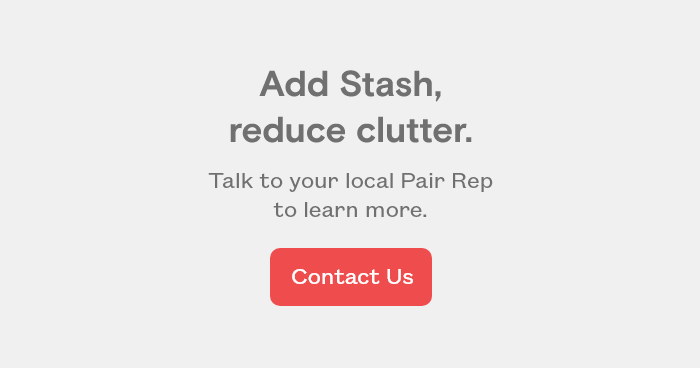 Add Stash,
reduce clutter.
Talk to your local Pair Rep
to learn more.
Contact Us